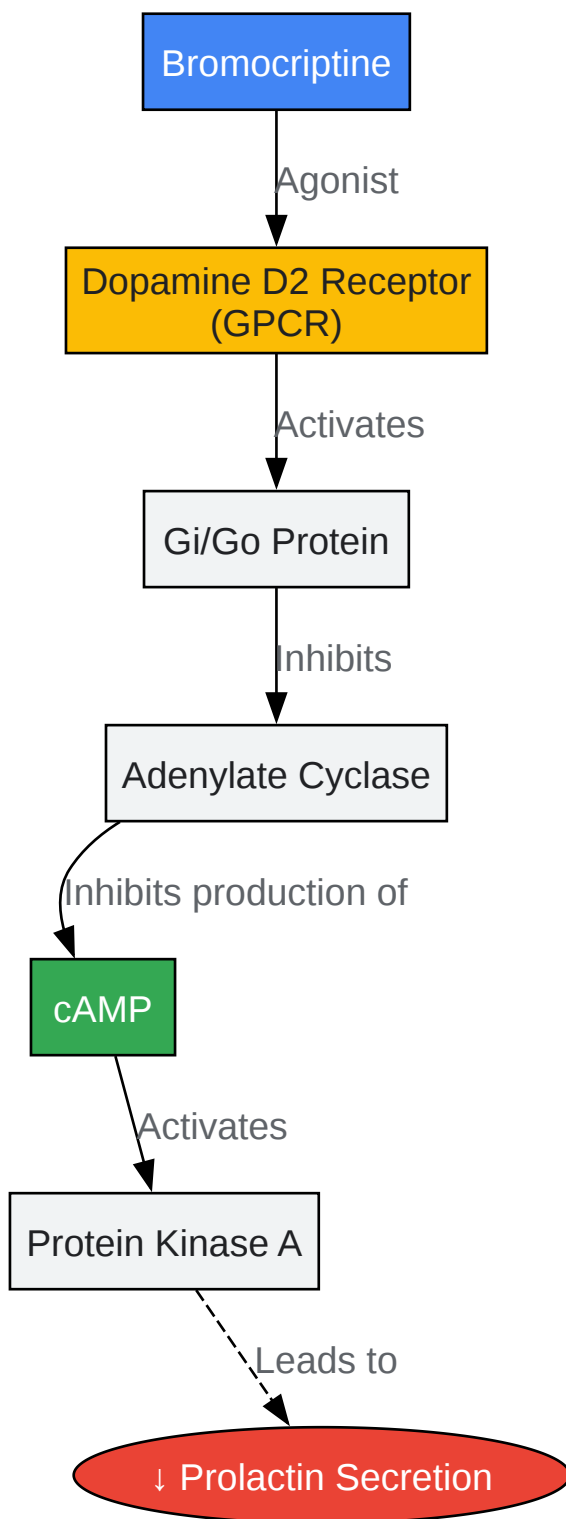 Bromocriptine
Agonist
Dopamine D2 Receptor
(GPCR)
Activates
Gi/Go Protein
Inhibits
Adenylate Cyclase
Inhibits production of
cAMP
Activates
Protein Kinase A
Leads to
↓ Prolactin Secretion